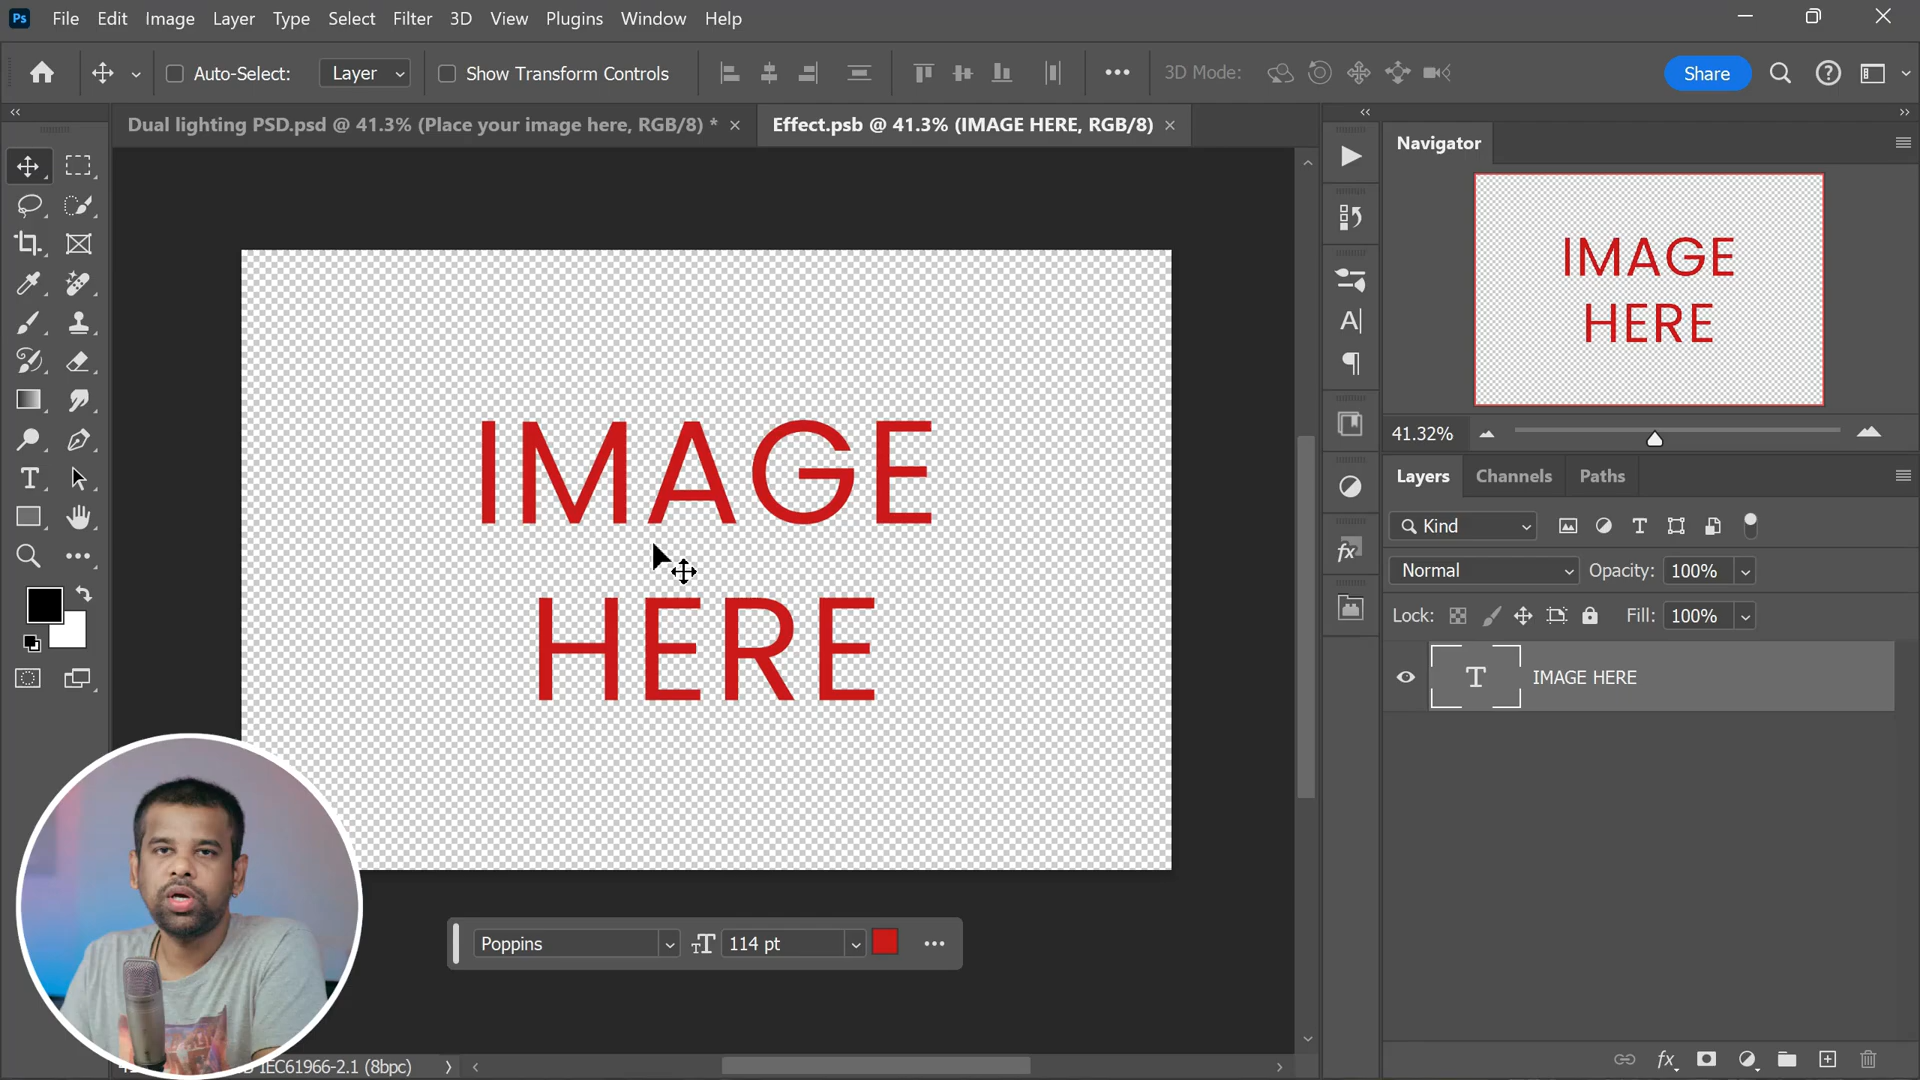 Ps File Edit Image Layer Type Select Filter 3D View Plugins Window Help
Auto-Select: Layer Show Transform Controls 3D Mode: Share
Dual lighting PSD.psd @ 41.3% (Place your image here, RGB/8) * × Effect.psb @ 41.3% (IMAGE HERE, RGB/8) ×
Navigator
IMAGE
HERE
41.32%
Layers Channels Paths
Kind
Normal Opacity: 100%
Lock: Fill: 100%
T IMAGE HERE
IMAGE
HERE
Poppins 114 pt
IEC61966-2.1 (8bpc)